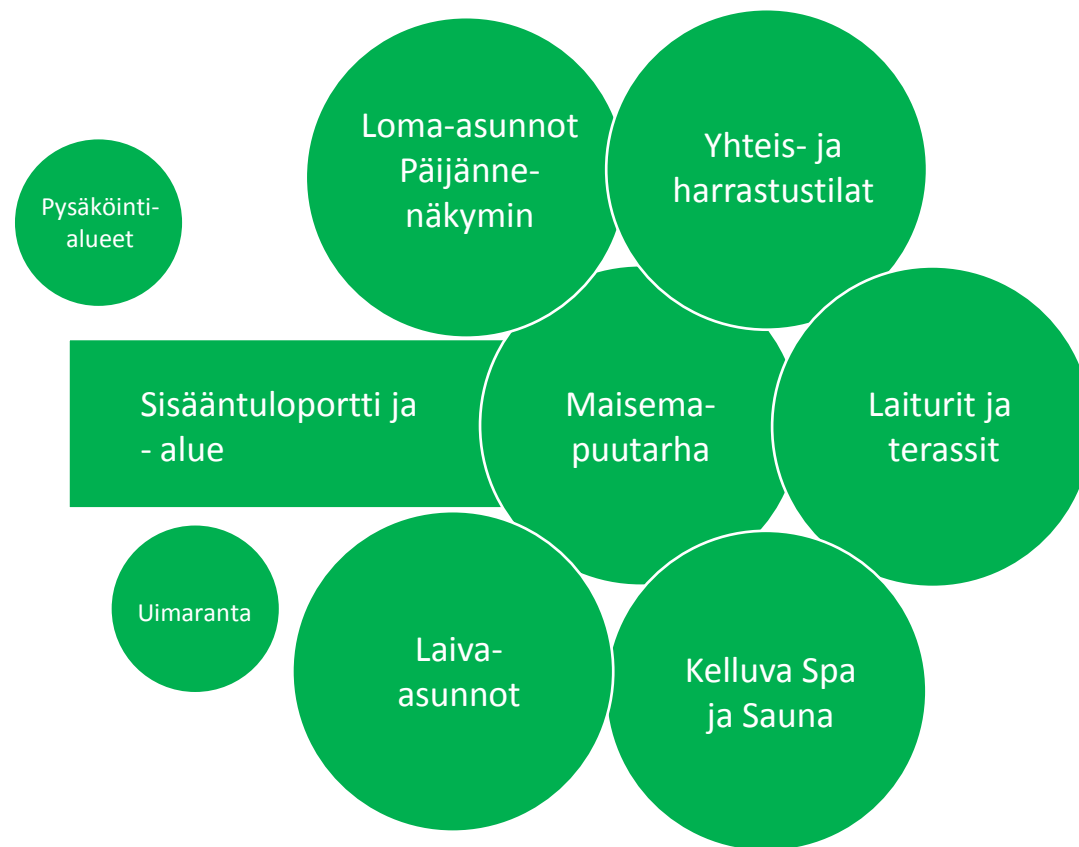 Loma-asunnot
Päijänne-
näkymin
Yhteis- ja
harrastustilat
Pysäköinti-
alueet
Sisääntuloportti ja
- alue
Maisema-
puutarha
Laiturit ja
terassit
Uimaranta
Laiva-
asunnot
Kelluva Spa
ja Sauna